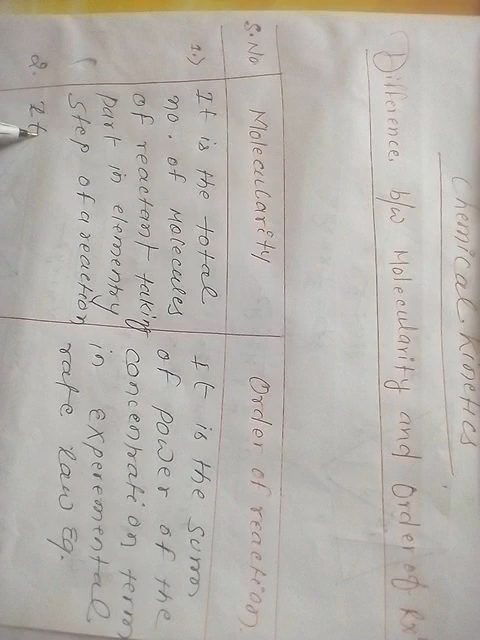 Chemical Kinetics
Difference b/w Molecularity and Order of Rx
S.No Molecularity Order of reaction.
1.) It is the total It is the sum
no. of Molecules of power of the
of reactant taking concentration term
part in elementry in experemental
Step of a reaction rate Law Eq.
2. It